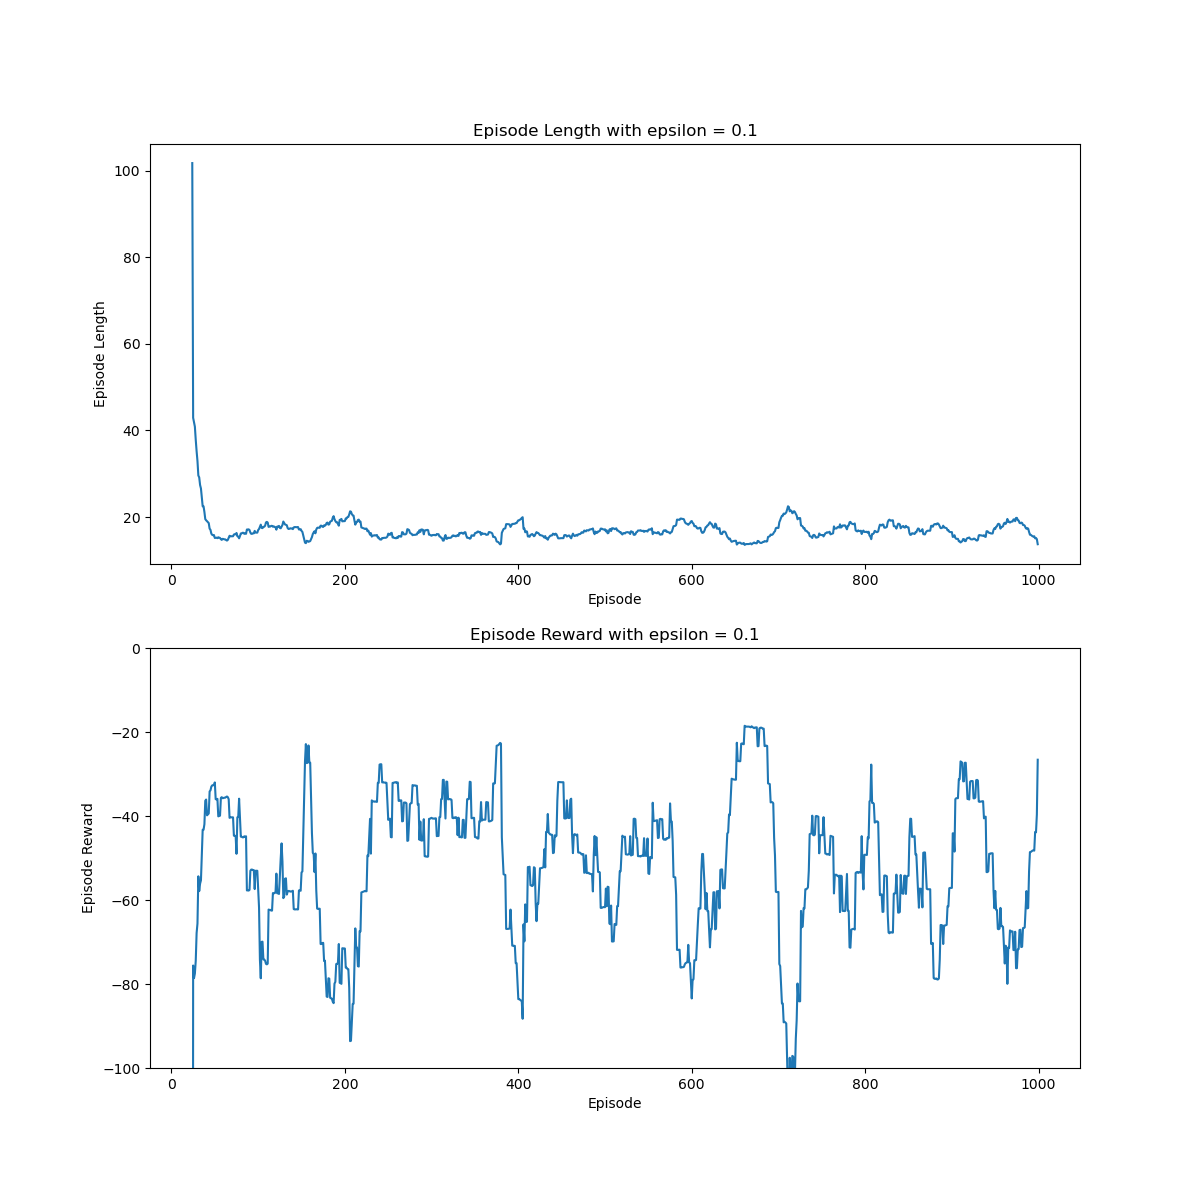 Episode Length with epsilon = 0.1
100
80
60
40
20
Episode Length
0 200 400 600 800 1000
Episode
Episode Reward with epsilon = 0.1
0
−20
−40
−60
−80
−100
Episode Reward
0 200 400 600 800 1000
Episode